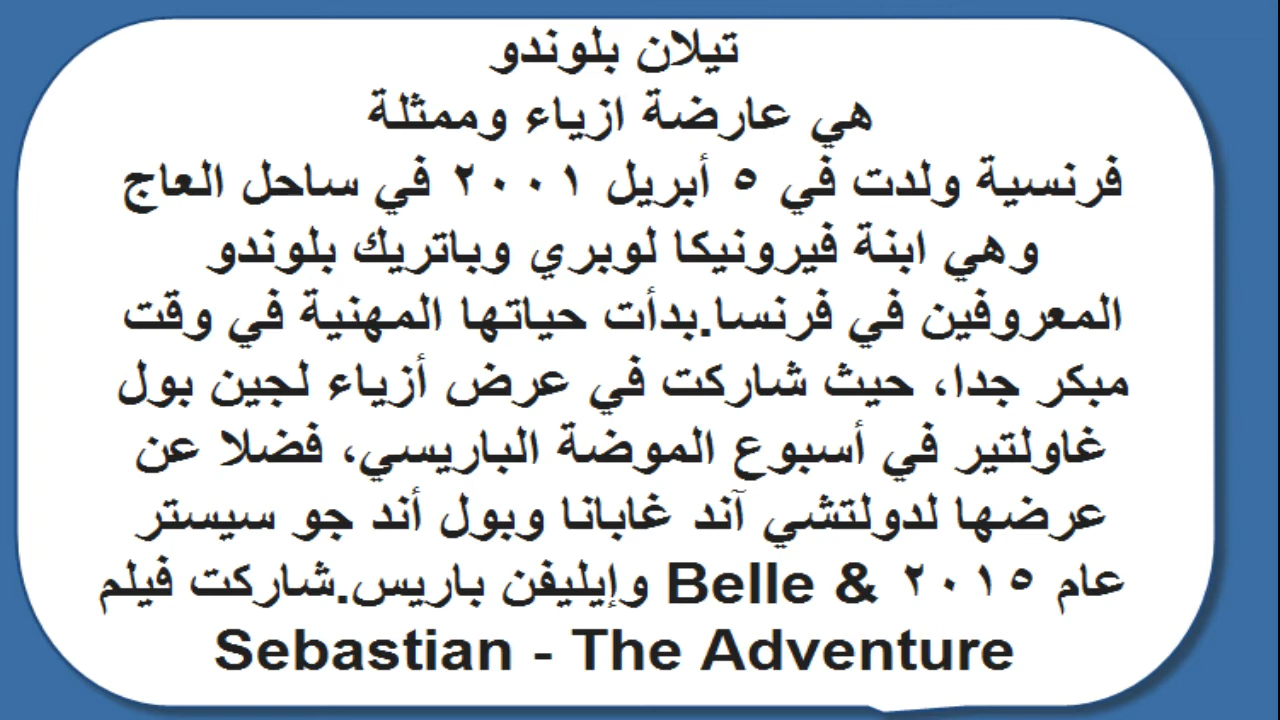 تيلان بلوندو
هي عارضة ازياء وممثلة
فرنسية ولدت في ٥ أبريل ٢٠٠١ في ساحل العاج
وهي ابنة فيرونيكا لوبري وباتريك بلوندو
المعروفين في فرنسا.بدأت حياتها المهنية في وقت
مبكر جدا، حيث شاركت في عرض أزياء لجين بول
غاولتير في أسبوع الموضة الباريسي، فضلا عن
عرضها لدولتشي آند غابانا وبول أند جو سيستر
عام ٢٠١٥ Belle & وإيليفن باريس.شاركت فيلم
Sebastian - The Adventure